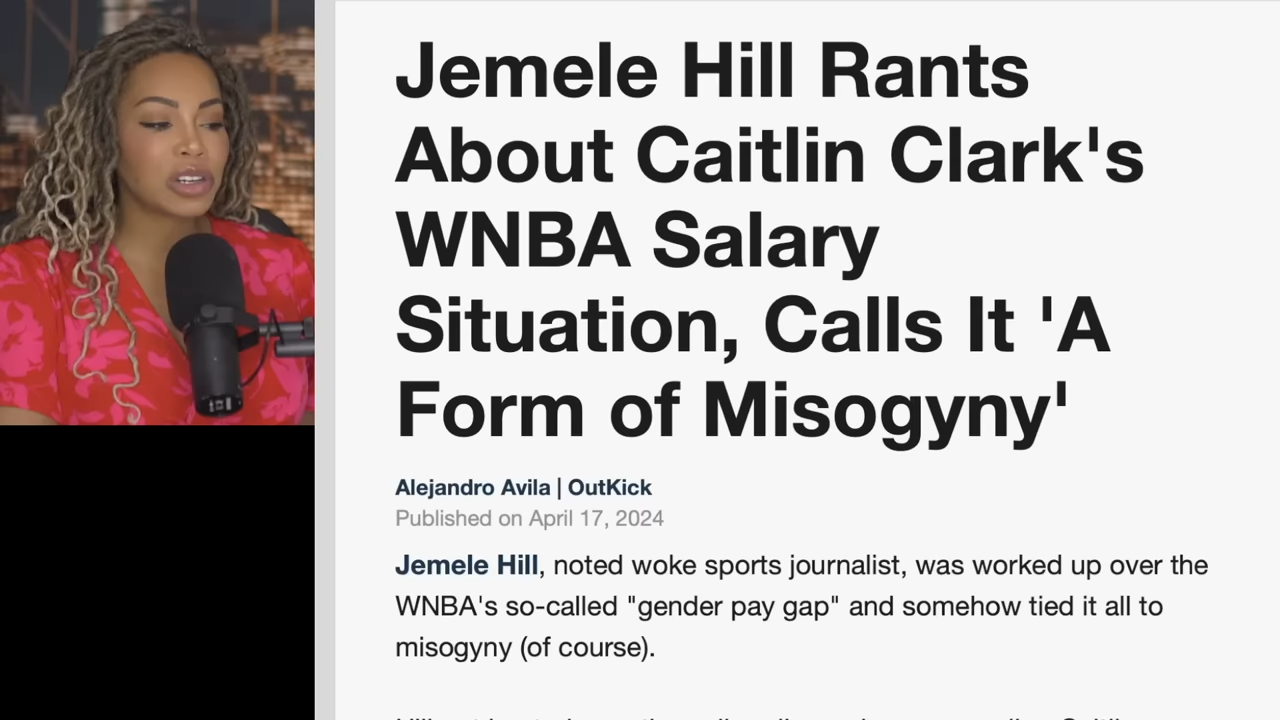 Jemele Hill Rants
About Caitlin Clark's
WNBA Salary
Situation, Calls It 'A
Form of Misogyny'
Alejandro Avila | OutKick
Published on April 17, 2024
Jemele Hill, noted woke sports journalist, was worked up over the
WNBA's so-called "gender pay gap" and somehow tied it all to
misogyny (of course).